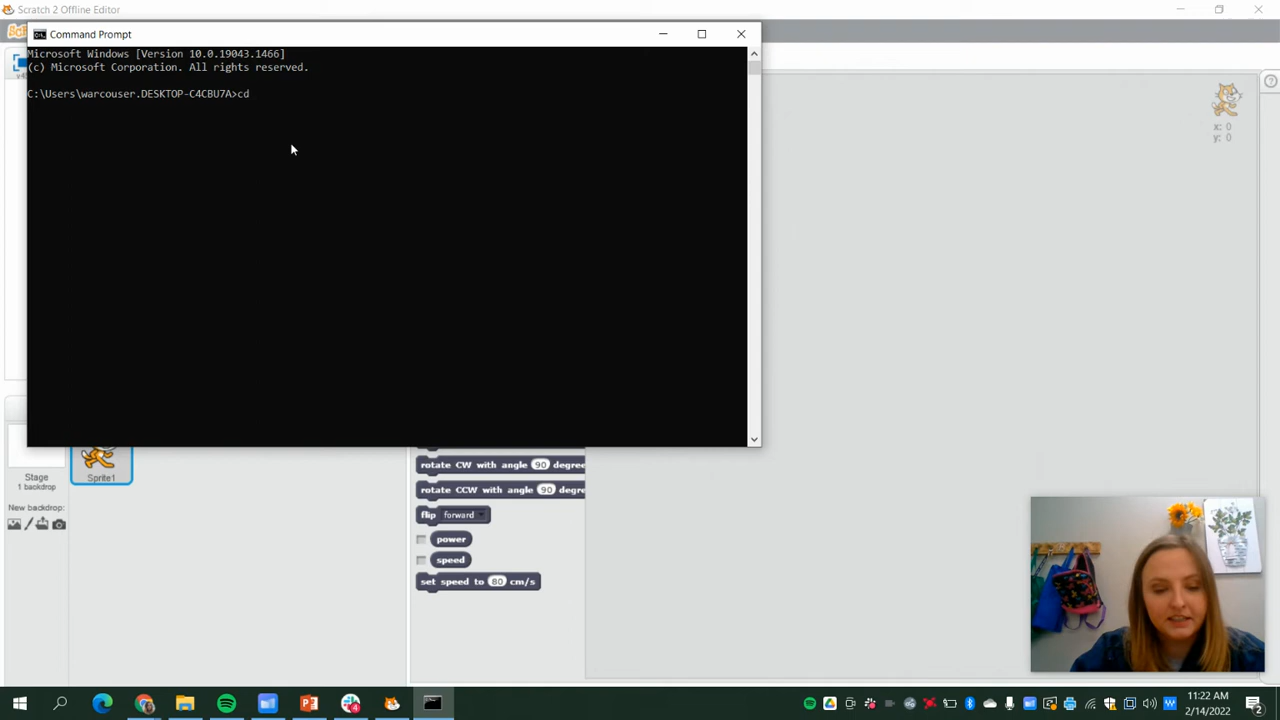 Scratch 2 Offline Editor
Command Prompt
Microsoft Windows [Version 10.0.19043.1466]
(c) Microsoft Corporation. All rights reserved.
C:\Users\warcouser.DESKTOP-C4CBU7A>cd
x: 0
y: 0
Sprite1
Stage
1 backdrop
New backdrop:
rotate CW with angle 90 degre
rotate CCW with angle 90 degre
flip forward
power
speed
set speed to 80 cm/s
11:22 AM
2/14/2022
2